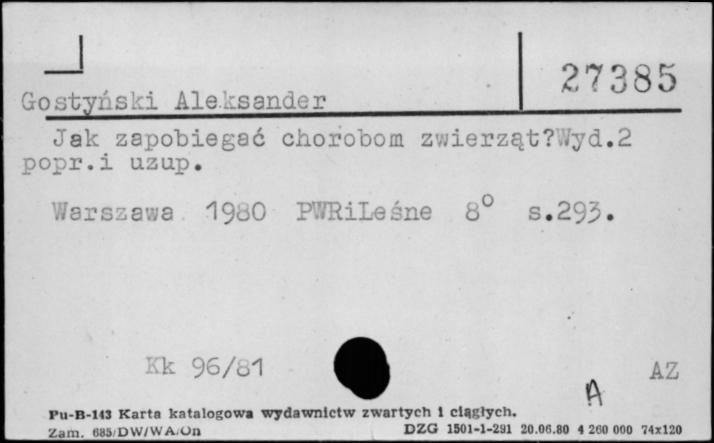 27385
Gostyński Aleksander
Jak zapobiegać chorobom zwierząt?Wyd.2
popr.i uzup.
Warszawa 1980 PWRiLeśne 8° s.293.
Kk 96/81 AZ
A
Pu-B-143 Karta katalogowa wydawnictw zwartych i ciągłych.
Zam. 685/DW/WA/On DZG 1501-1-291 20.06.80 4 260 000 74x120